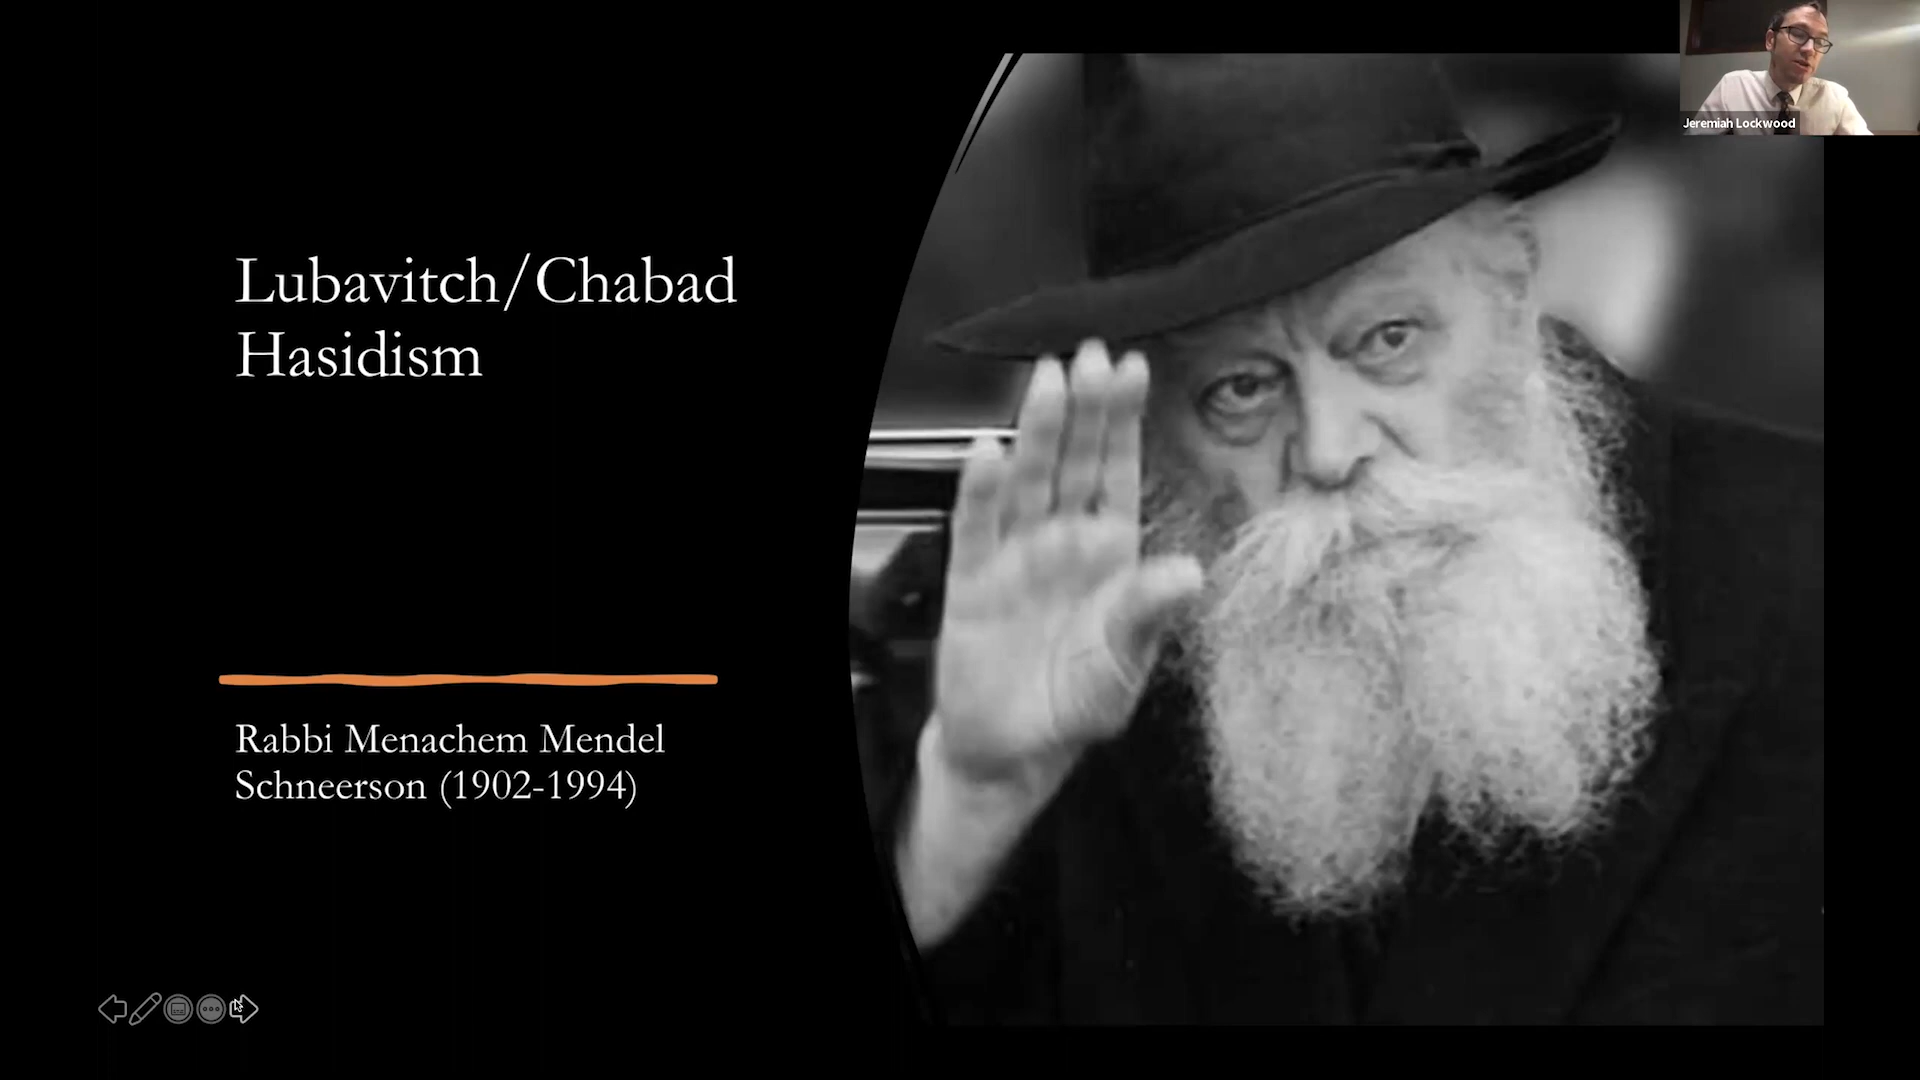 Jeremiah Lockwood
Lubavitch/Chabad
Hasidism
Rabbi Menachem Mendel
Schneerson (1902-1994)